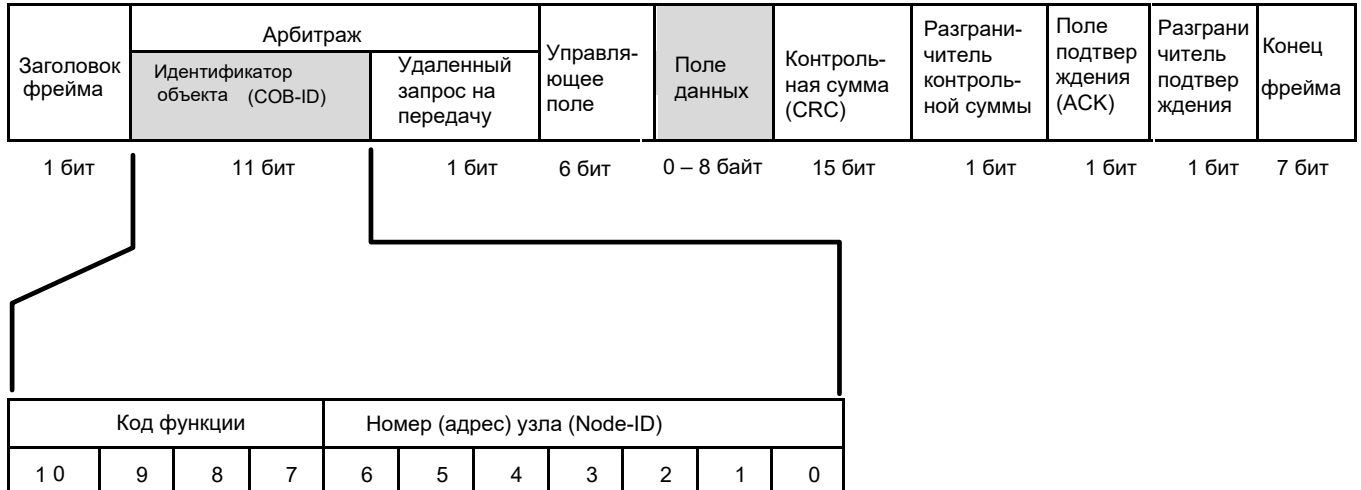 Заголовок
фрейма
Арбитраж
Идентификатор
объекта (COB-ID)
Удаленный
запрос на
передачу
Управля-
ющее
поле
Поле
данных
Контроль-
ная сумма
(CRC)
Разграни-
читель
контроль-
ной суммы
Поле
подтвер
ждения
(ACK)
Разграни
читель
подтвер
ждения
Конец
фрейма
1 бит 11 бит 1 бит 6 бит 0 – 8 байт 15 бит 1 бит 1 бит 1 бит 7 бит
Код функции Номер (адрес) узла (Node-ID)
1 0 9 8 7 6 5 4 3 2 1 0